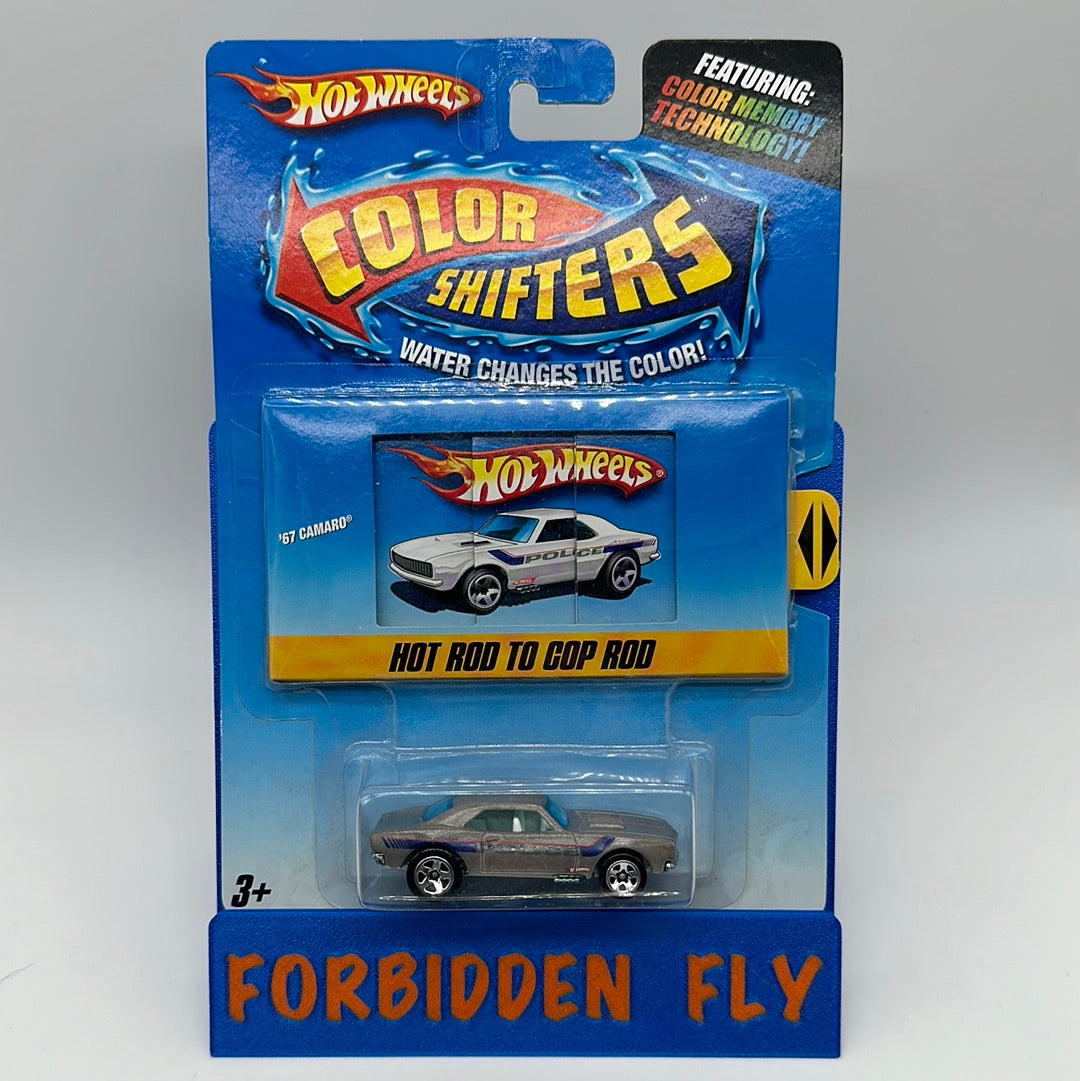 HOT WHEELS®
FEATURING:
COLOR MEMORY
TECHNOLOGY!
COLOR
SHIFTERS™
WATER CHANGES THE COLOR!
HOT WHEELS®
'67 CAMARO®
POLICE
HOT ROD TO COP ROD
3+
FORBIDDEN FLY